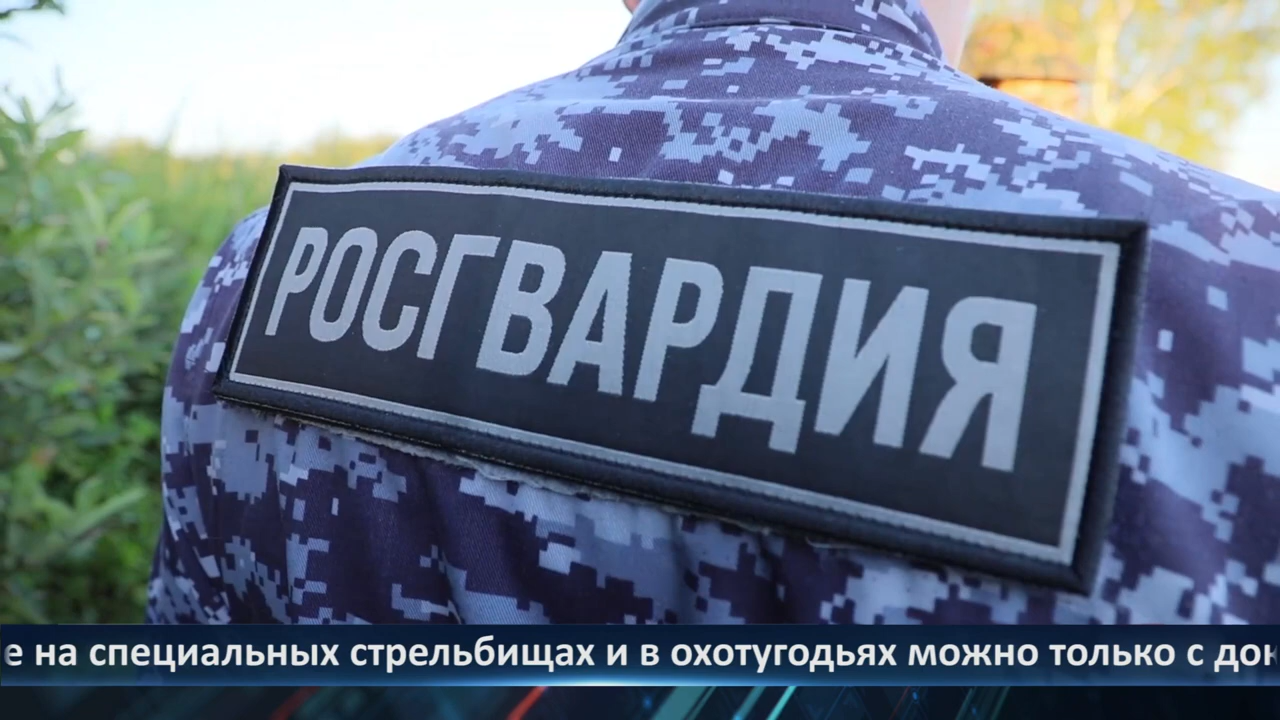 РОСГВАРДИЯ
е на специальных стрельбищах и в охотугодьях можно только с док